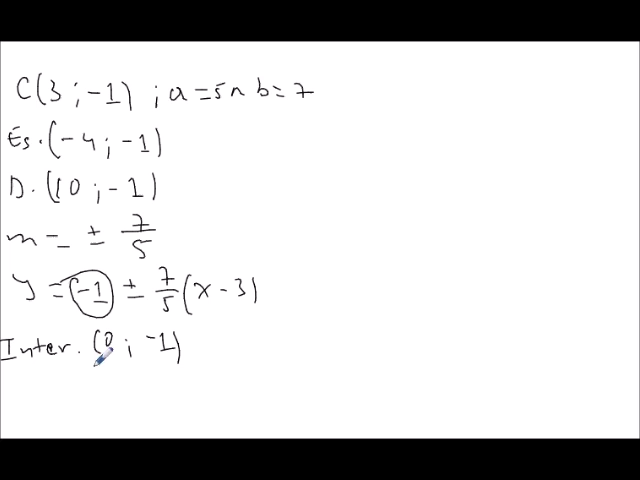 C(3 ; -1) ; a = 5 ∧ b = 7
Es. (-4 ; -1)
D. (10 ; -1)
m = ± 7/5
y = -1 ± 7/5 (x - 3)
Inter. (0 ; -1)